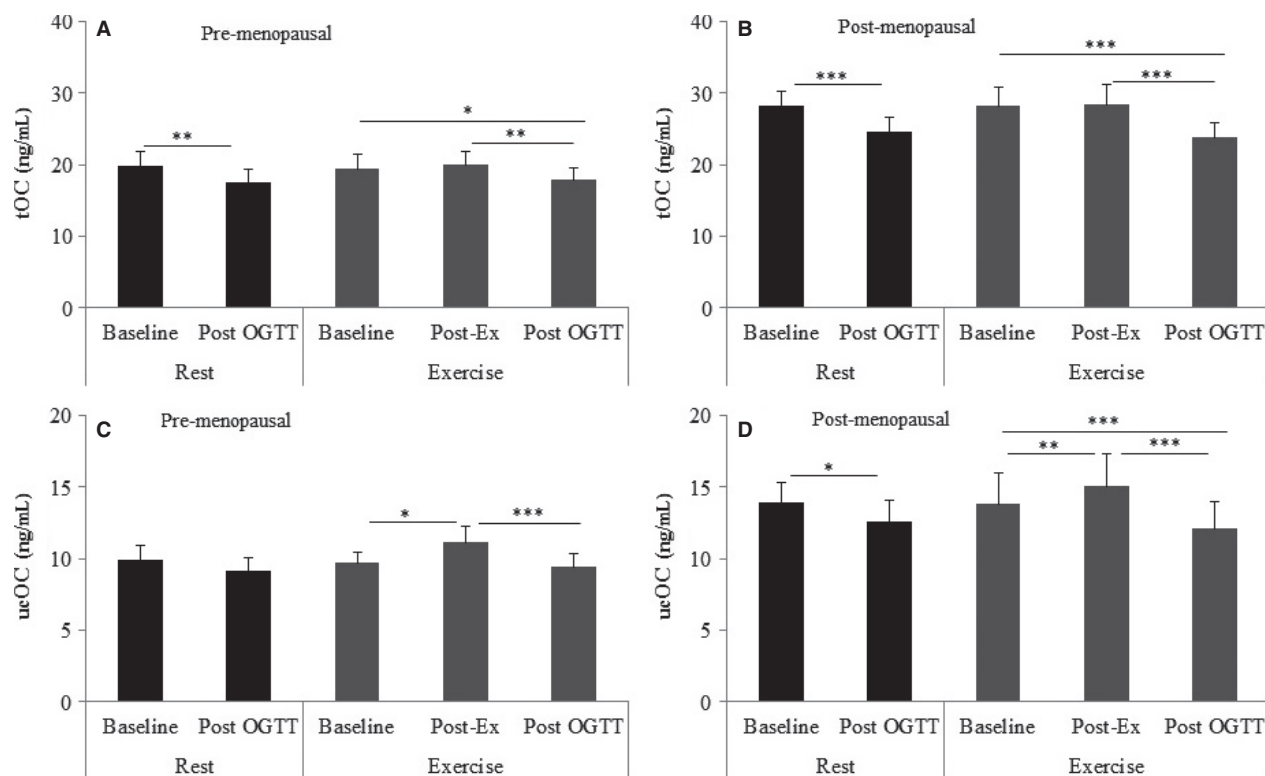 A
Pre-menopausal
40
30
20
10
0
tOC (ng/mL)
**
*
**
Baseline Post OGTT Baseline Post-Ex Post OGTT
Rest Exercise
B
Post-menopausal
40
30
20
10
0
tOC (ng/mL)
***
***
***
Baseline Post OGTT Baseline Post-Ex Post OGTT
Rest Exercise
C
Pre-menopausal
20
15
10
5
0
ucOC (ng/mL)
*
***
Baseline Post OGTT Baseline Post-Ex Post OGTT
Rest Exercise
D
Post-menopausal
20
15
10
5
0
ucOC (ng/mL)
***
**
***
*
Baseline Post OGTT Baseline Post-Ex Post OGTT
Rest Exercise